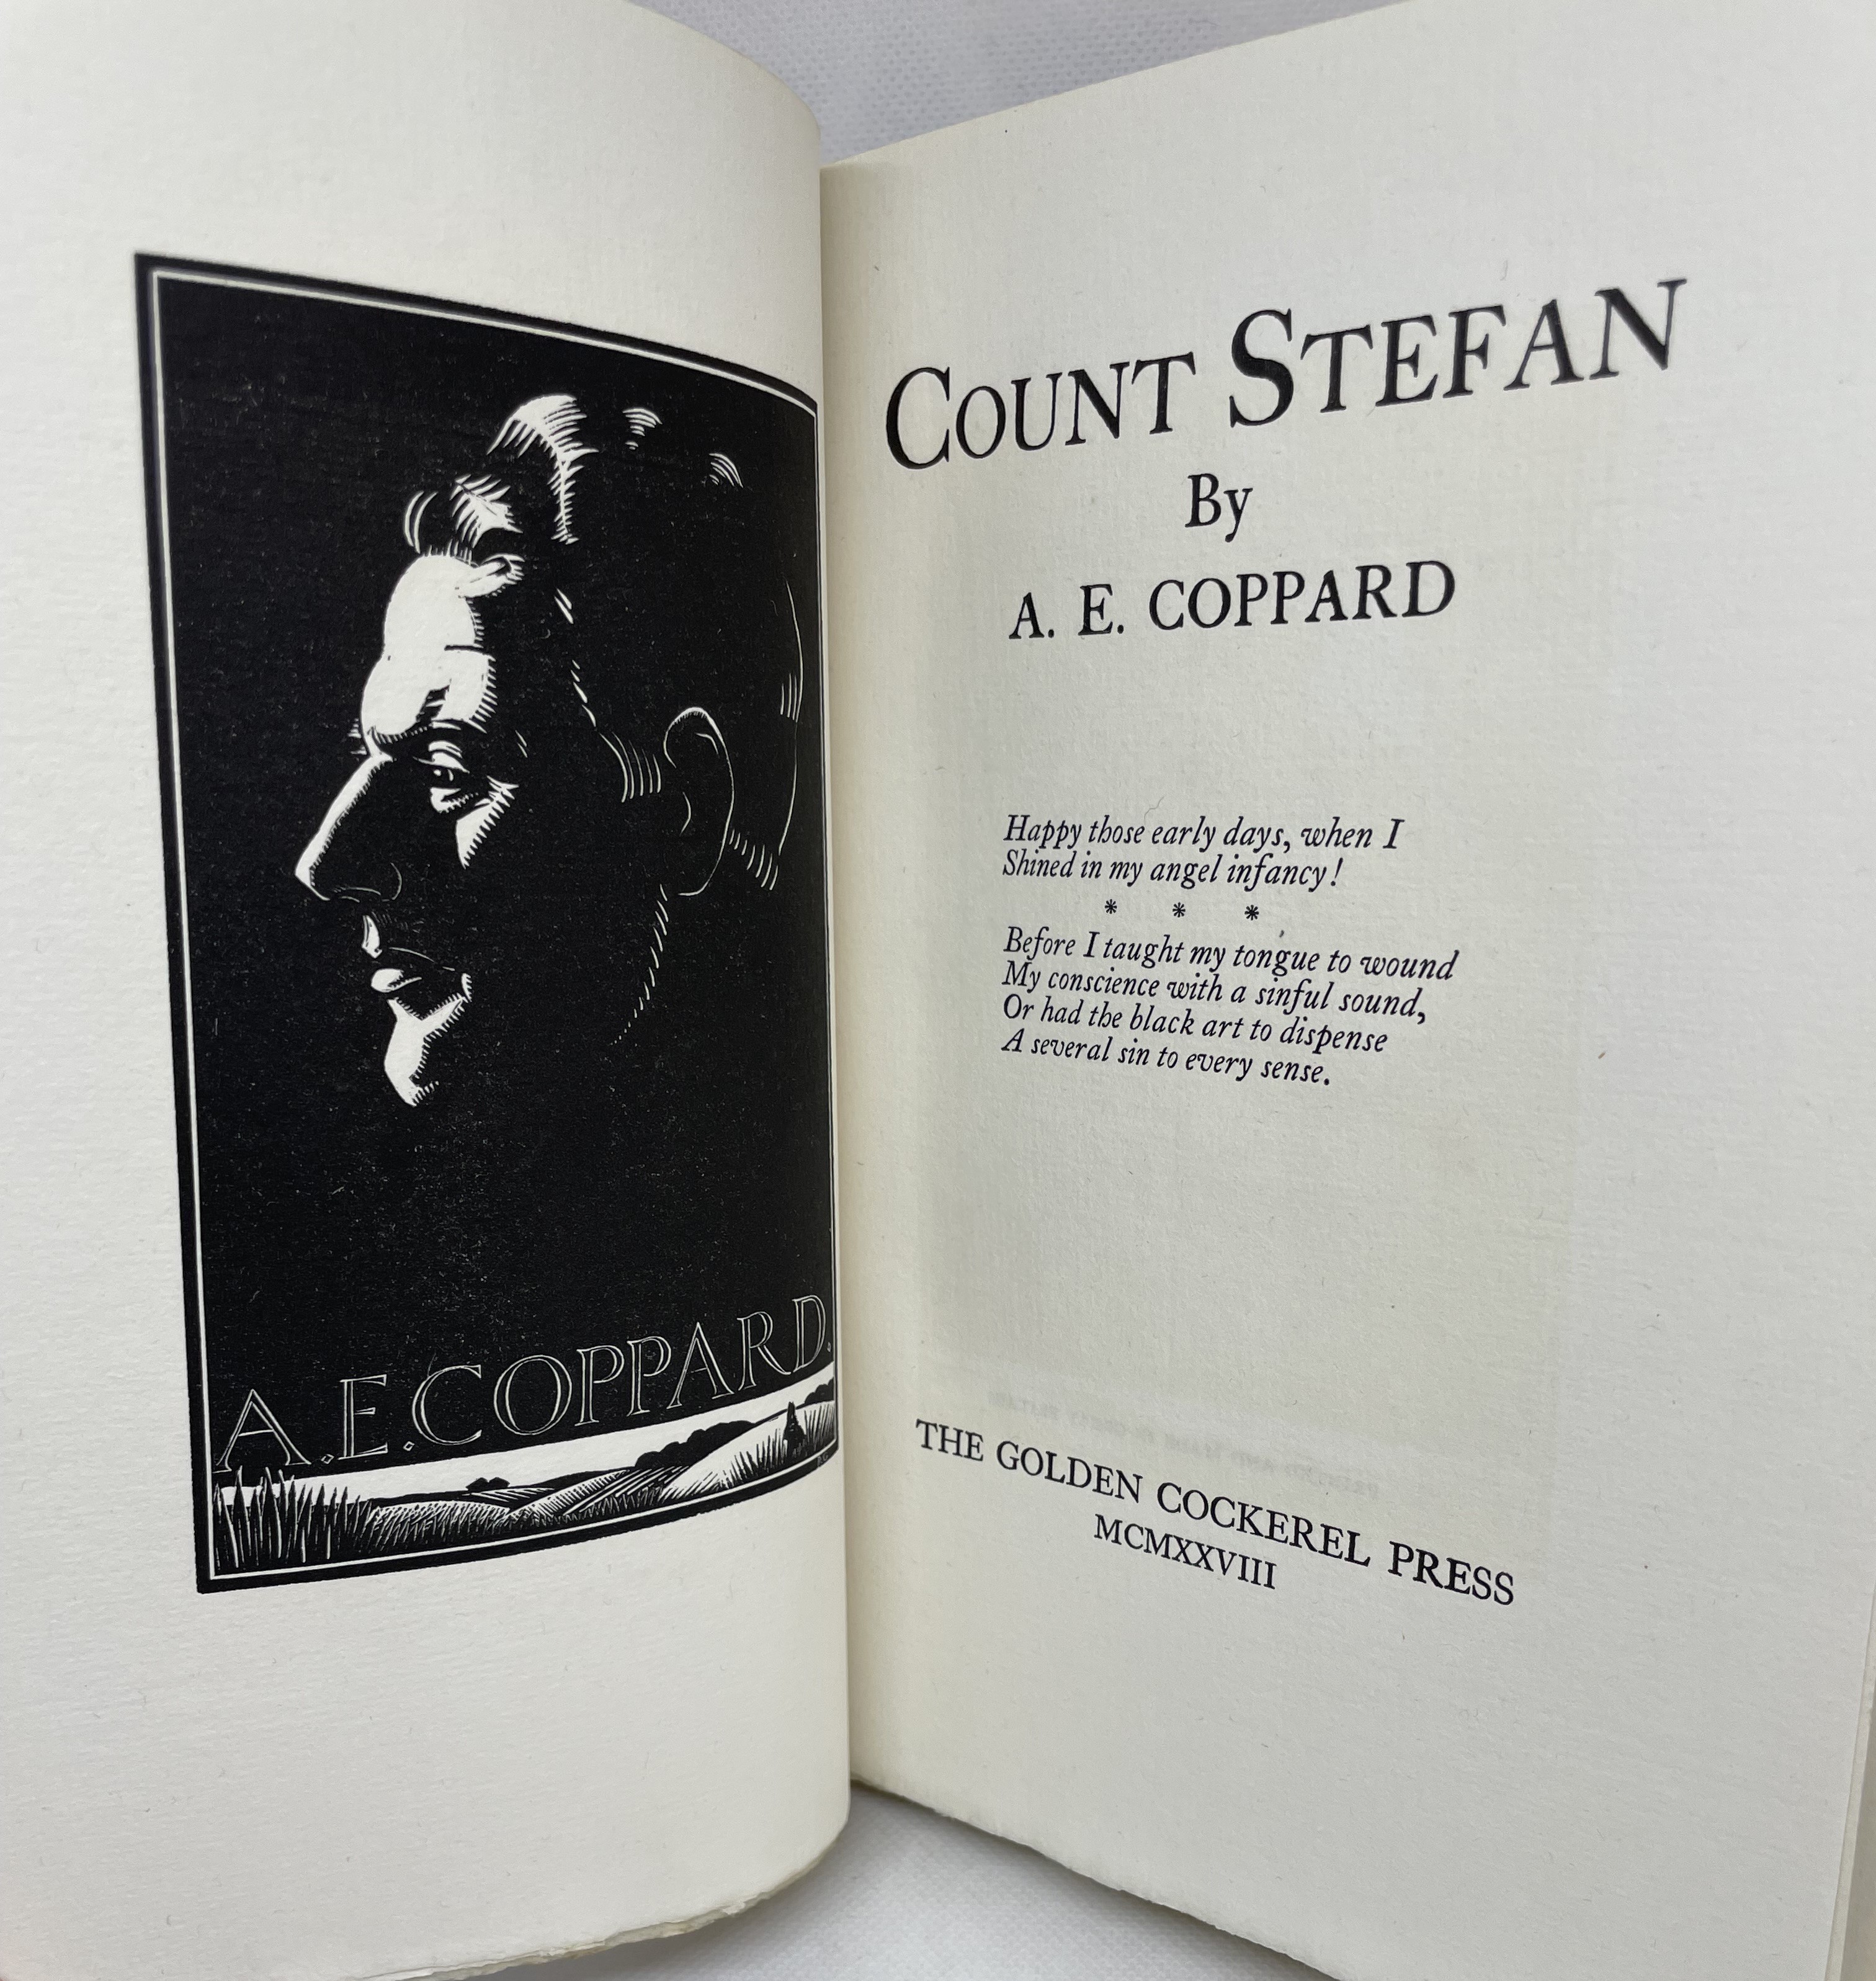 A.E.COPPARD.
COUNT STEFAN
By
A. E. COPPARD
Happy those early days, when I
Shined in my angel infancy!
* * *
Before I taught my tongue to wound
My conscience with a sinful sound,
Or had the black art to dispense
A several sin to every sense.
THE GOLDEN COCKEREL PRESS
MCMXXVIII